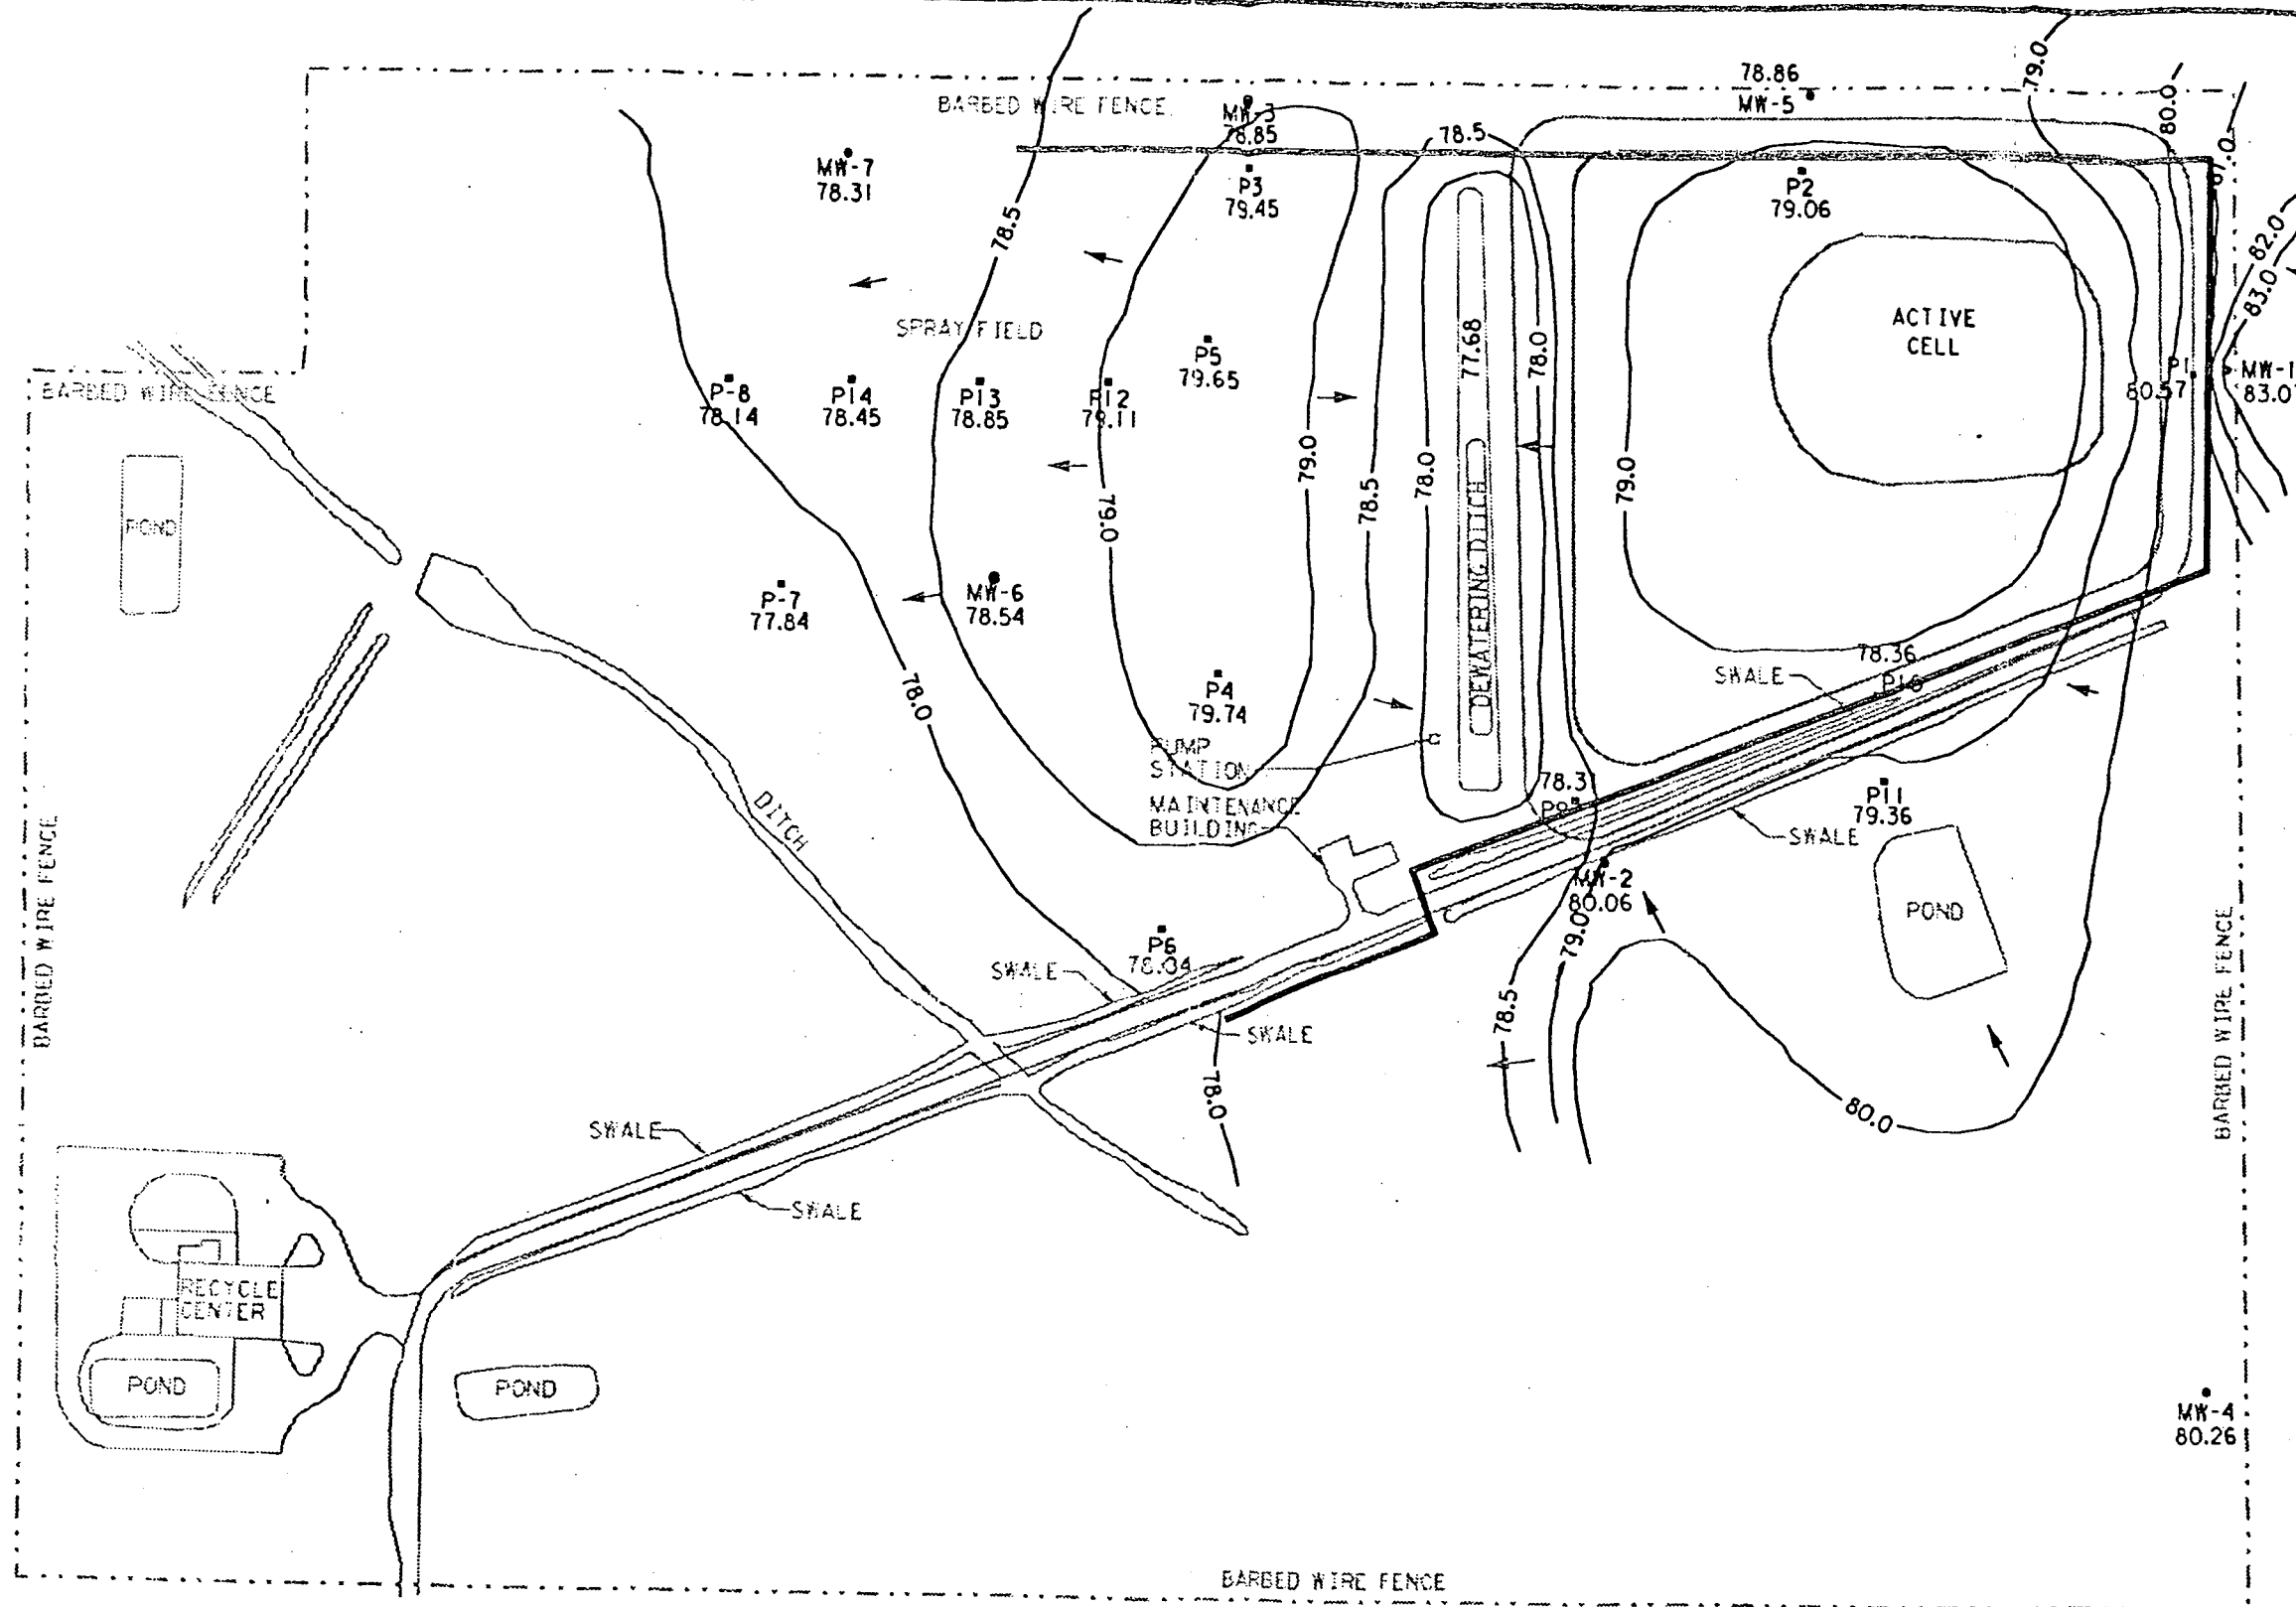 79.0
78.86
MW-5
80.0
BARBED WIRE FENCE
MW-3
78.85
78.5
MW-7
78.31
P3
79.45
P2
79.06
78.5
82.0
83.0
SPRAY FIELD
77.68
78.0
ACTIVE
CELL
P5
79.65
P1
80.57
MW-1
83.0
BARBED WIRE FENCE
P-8
78.14
P14
78.45
P13
78.85
P12
79.11
79.0
78.5
78.0
79.0
79.0
POND
DEWATERING DITCH
P-7
77.84
MW-6
78.54
78.0
P4
79.74
78.36
P16
SWALE
PUMP
STATION
78.31
P9
MAINTENANCE
BUILDING
P11
79.36
SWALE
DITCH
BARBED WIRE FENCE
MW-2
80.06
POND
79.0
P6
78.04
SWALE
78.5
BARBED WIRE FENCE
SWALE
78.0
80.0
SWALE
SWALE
RECYCLE
CENTER
POND
POND
MW-4
80.26
BARBED WIRE FENCE